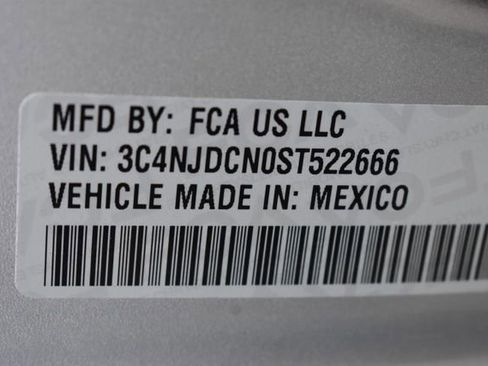 MFD BY: FCA US LLC
VIN: 3C4NJDCN0ST522666
VEHICLE MADE IN: MEXICO